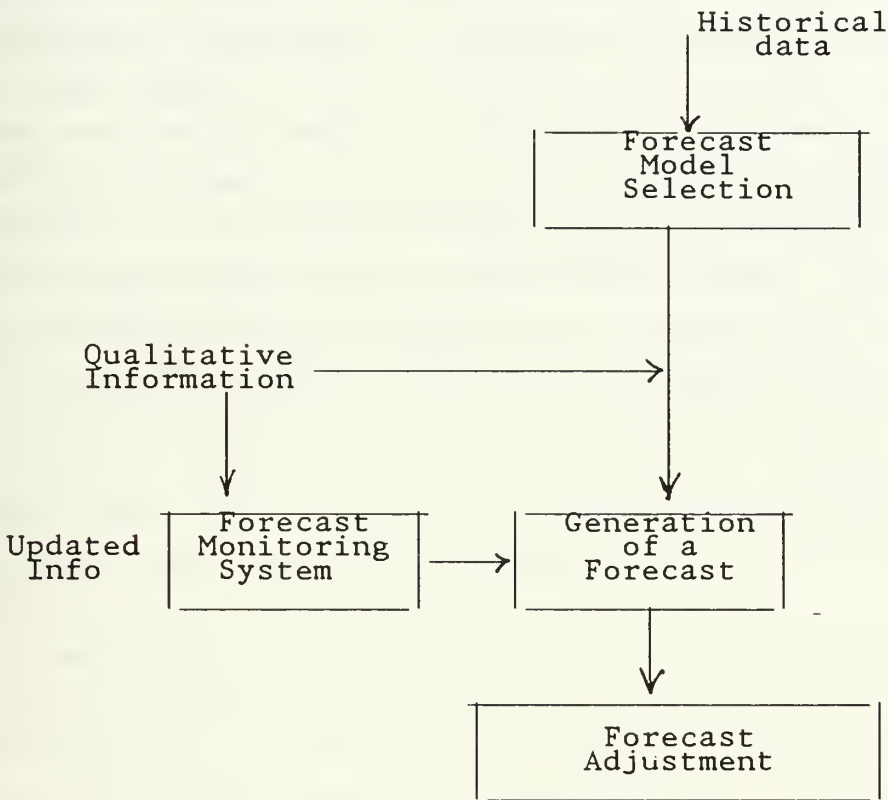 Historical
data
Forecast
Model
Selection
Qualitative
Information
Updated
Info
Forecast
Monitoring
System
Generation
of a
Forecast
Forecast
Adjustment